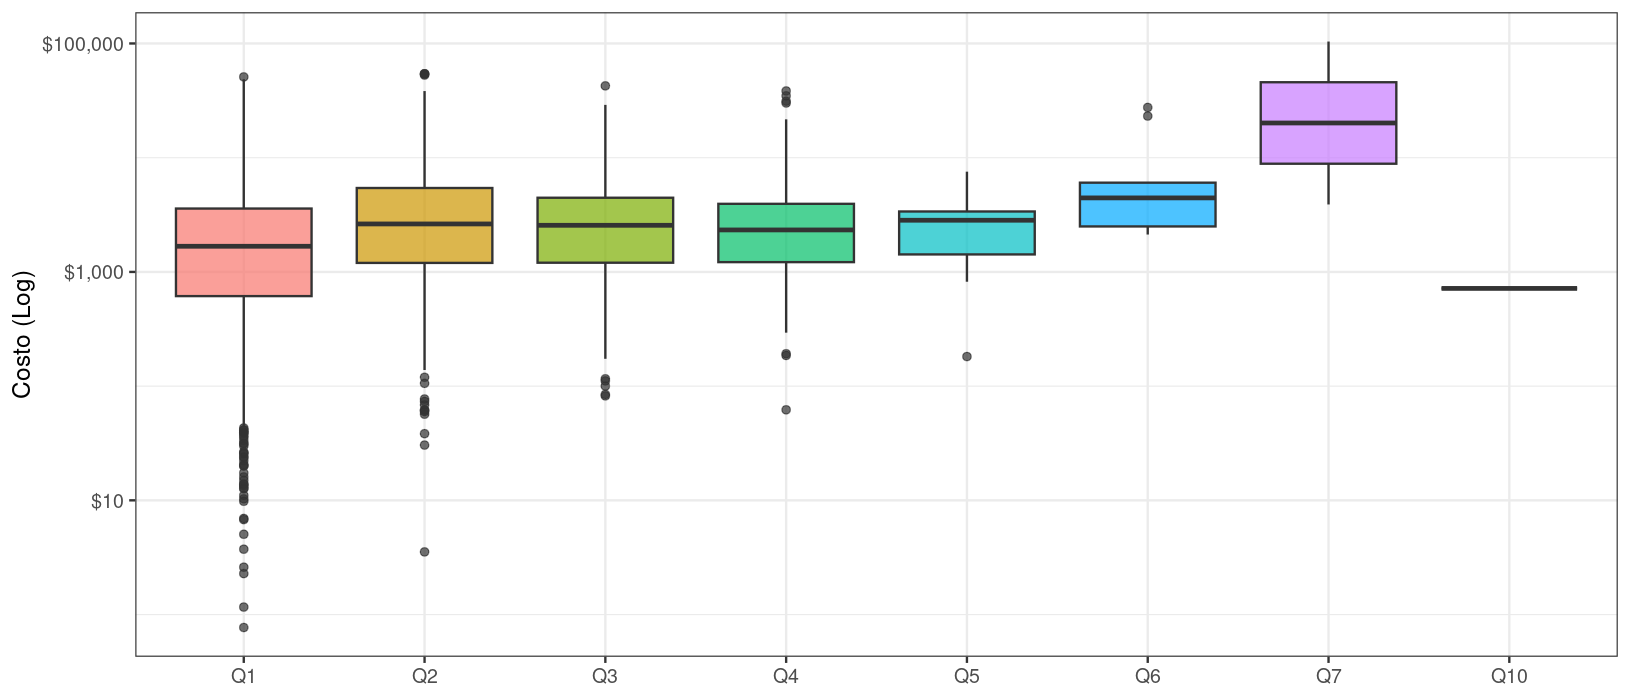 $100,000
$1,000
$10
Costo (Log)
Q1 Q2 Q3 Q4 Q5 Q6 Q7 Q10